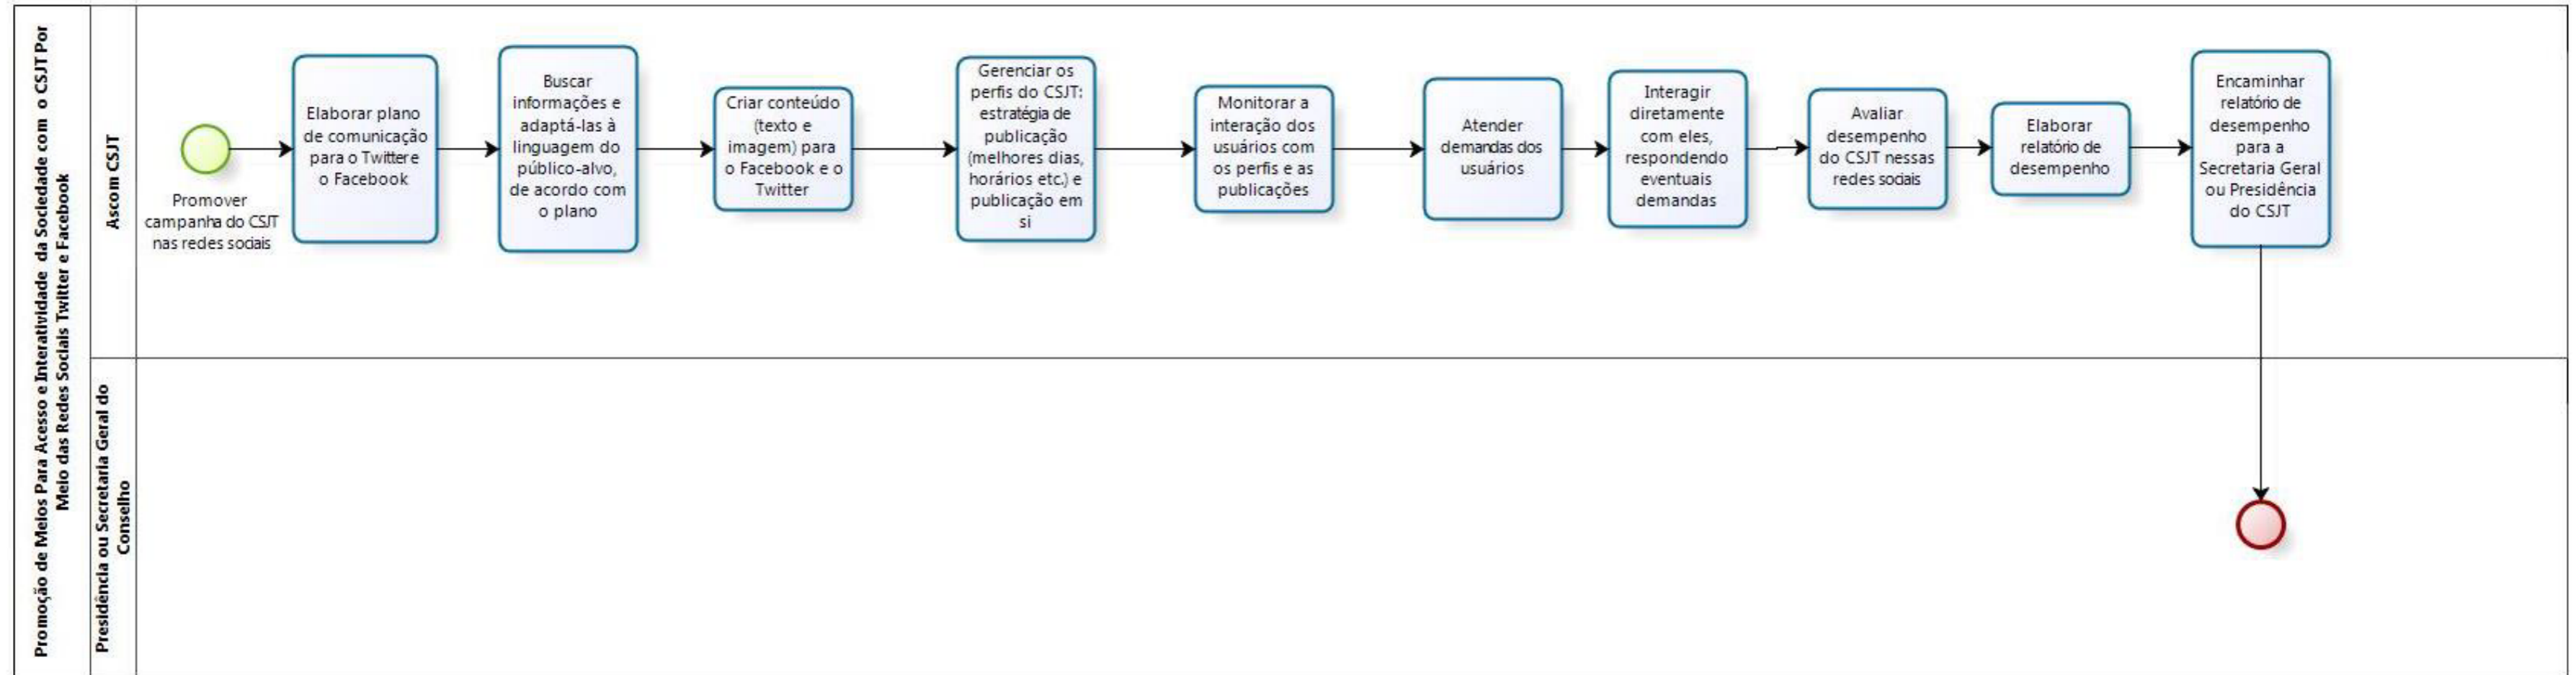 Promoção de Meios Para Acesso e Interatividade da Sociedade com o CSJT Por
Meio das Redes Sociais Twitter e Facebook
Ascom CSJT
Promover
campanha do CSJT
nas redes sociais
Elaborar plano
de comunicação
para o Twitter e
o Facebook
Buscar
informações e
adaptá-las à
linguagem do
público-alvo,
de acordo com
o plano
Criar conteúdo
(texto e
imagem) para
o Facebook e o
Twitter
Gerenciar os
perfis do CSJT:
estratégia de
publicação
(melhores dias,
horários etc.) e
publicação em
si
Monitorar a
interação dos
usuários com
os perfis e as
publicações
Atender
demandas dos
usuários
Interagir
diretamente
com eles,
respondendo
eventuais
demandas
Avaliar
desempenho
do CSJT nessas
redes sociais
Elaborar
relatório de
desempenho
Encaminhar
relatório de
desempenho
para a
Secretaria Geral
ou Presidência
do CSJT
Presidência ou Secretaria Geral do
Conselho